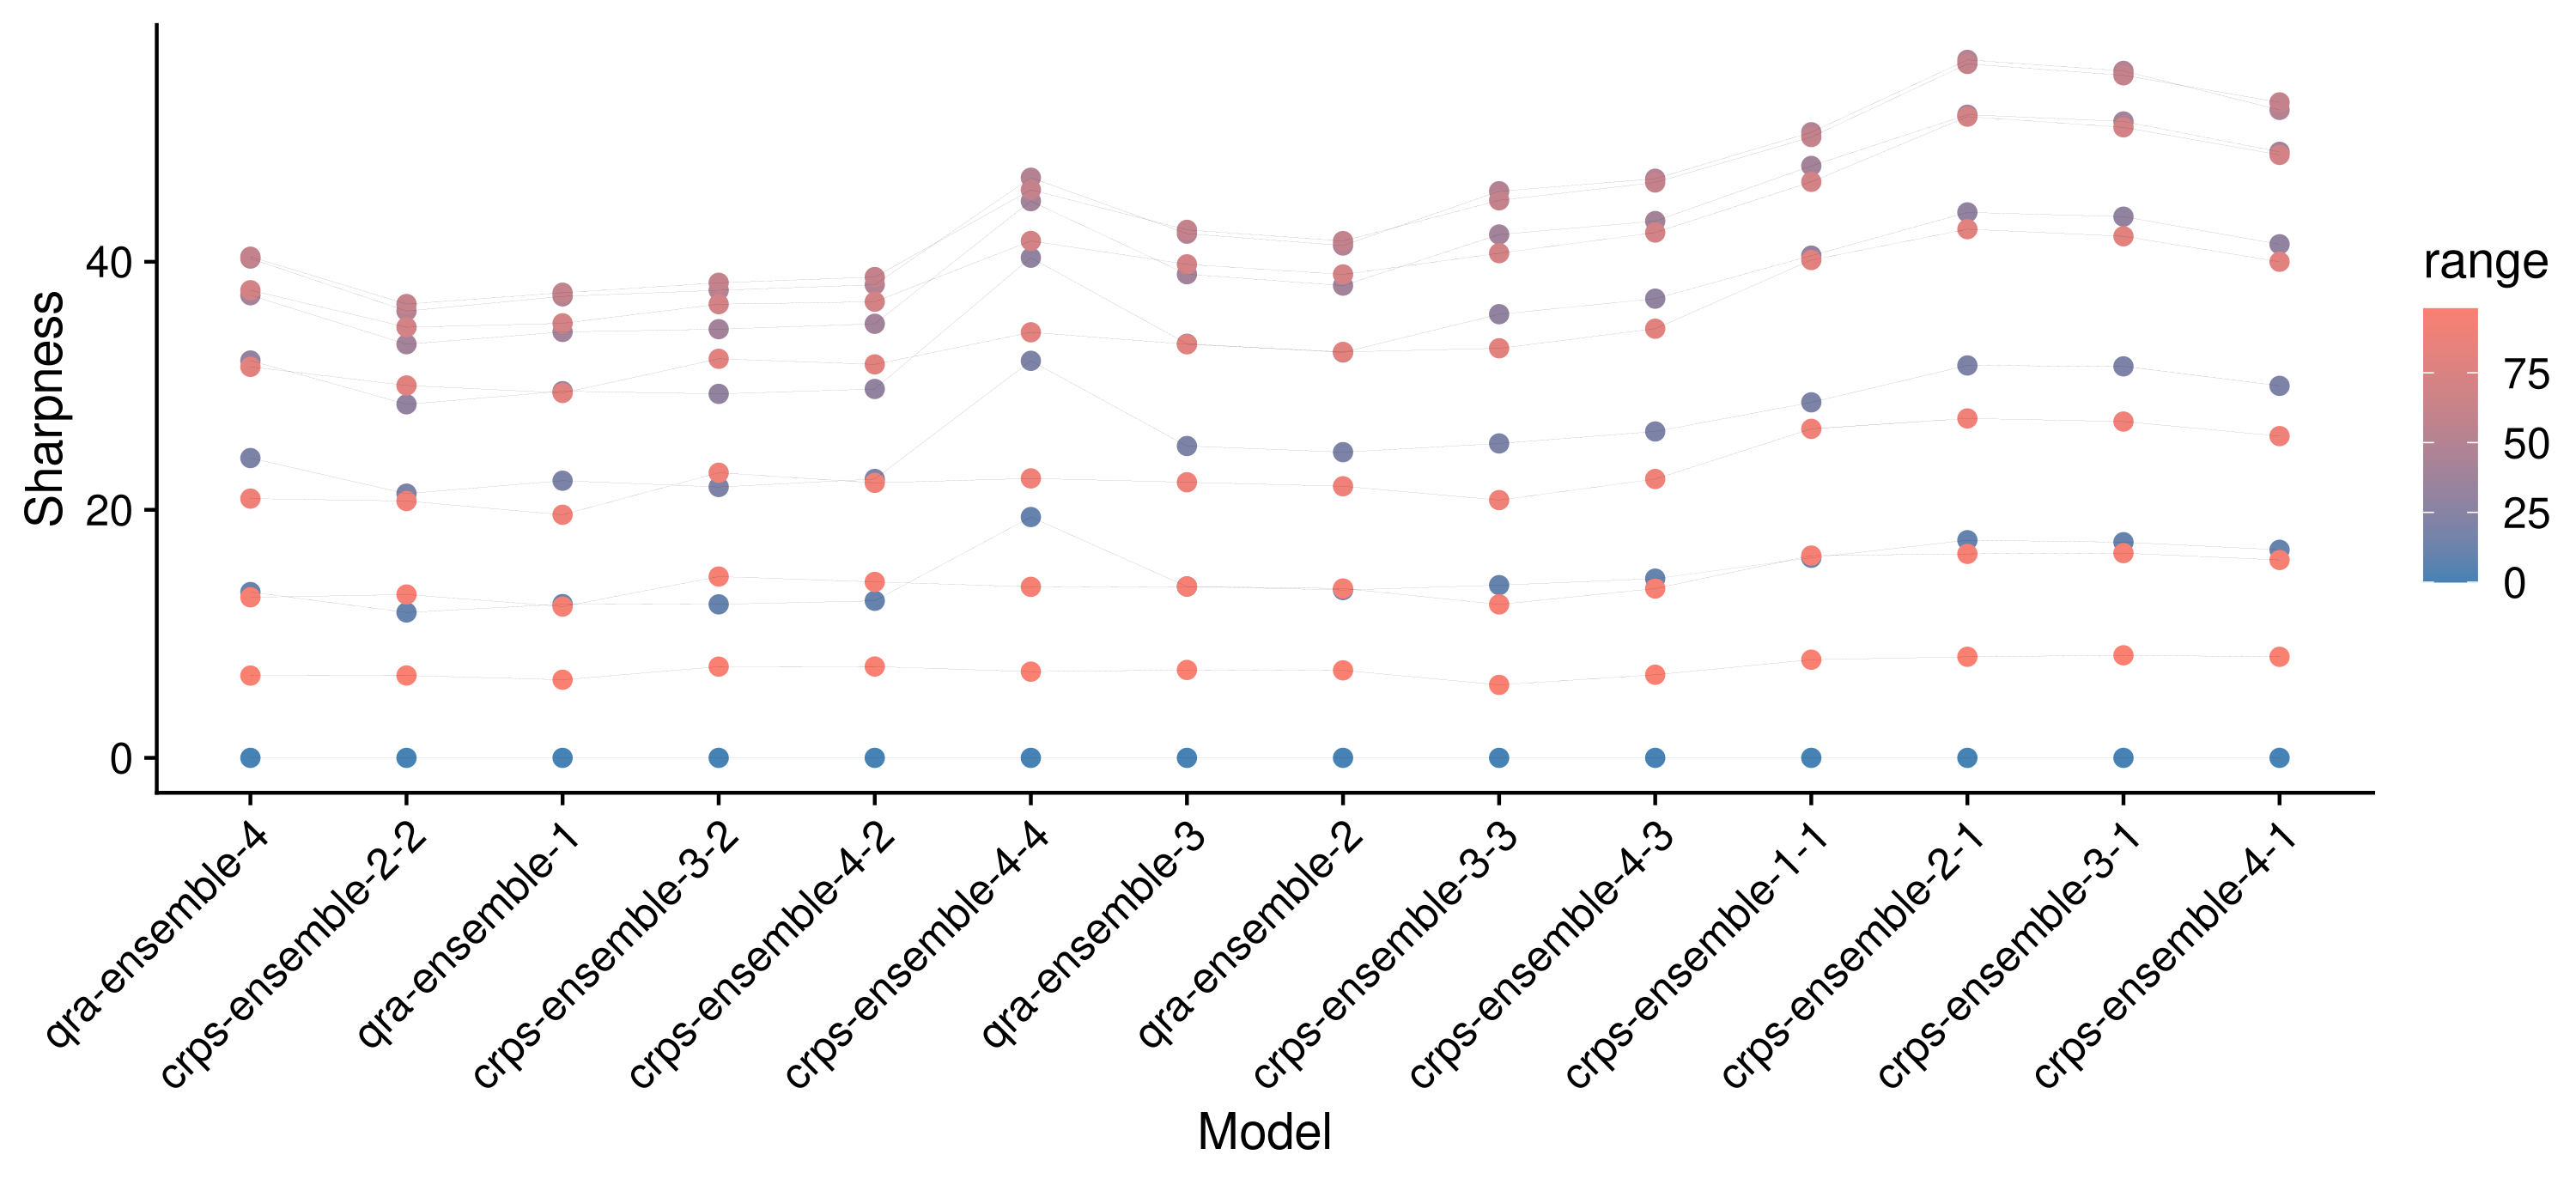 Sharpness
40
20
0
qra-ensemble-4
crps-ensemble-2-2
qra-ensemble-1
crps-ensemble-3-2
crps-ensemble-4-2
crps-ensemble-4-4
qra-ensemble-3
qra-ensemble-2
crps-ensemble-3-3
crps-ensemble-4-3
crps-ensemble-1-1
crps-ensemble-2-1
crps-ensemble-3-1
crps-ensemble-4-1
Model
range
75
50
25
0